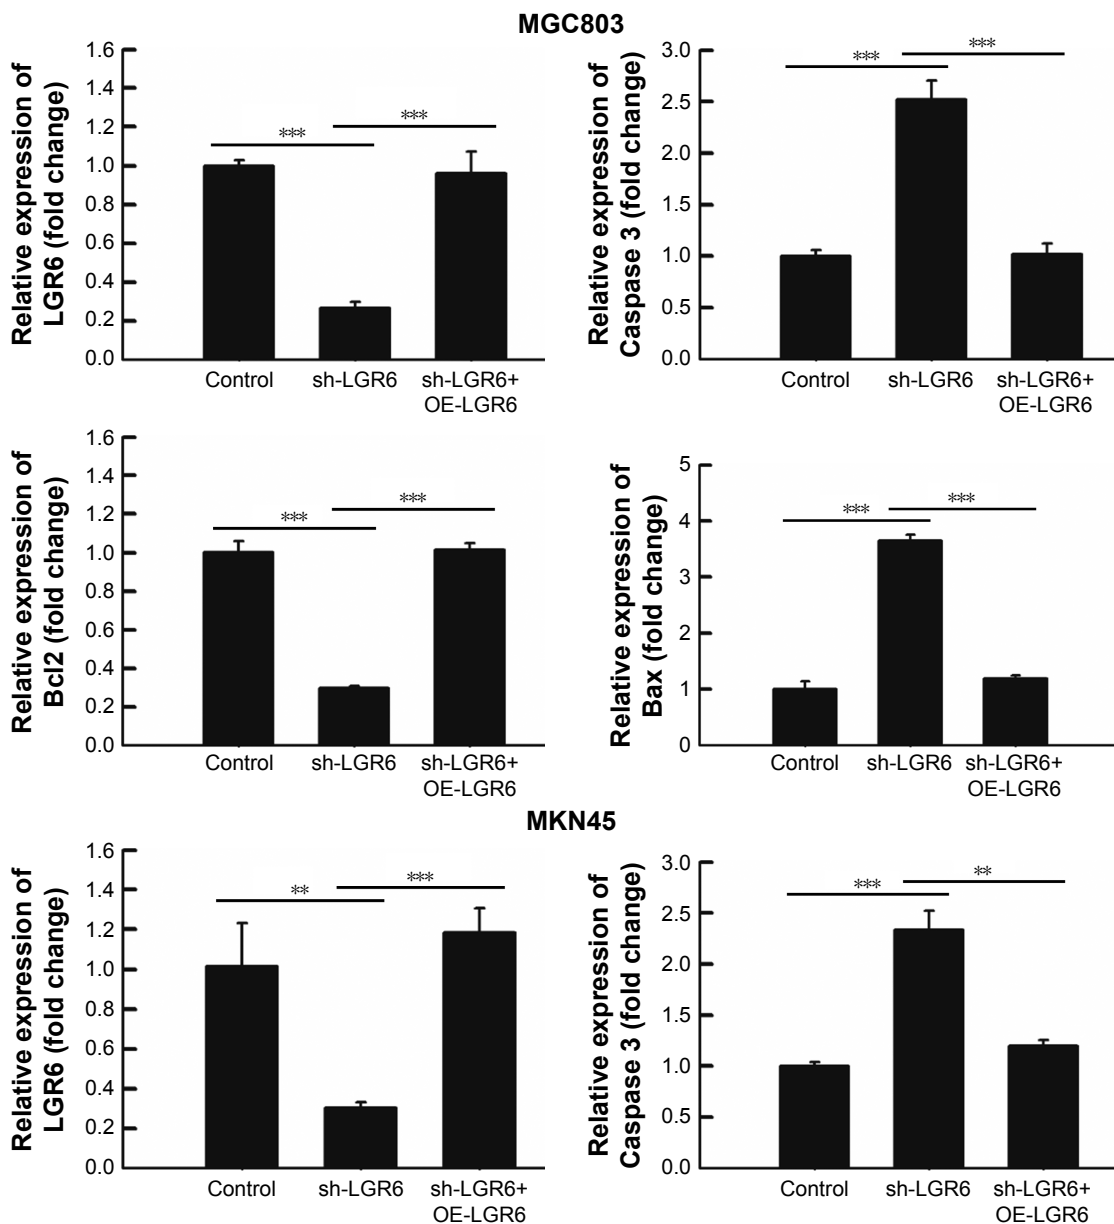 MGC803
Relative expression of
LGR6 (fold change)
1.6
1.4
1.2
1.0
0.8
0.6
0.4
0.2
0.0
***
***
Control
sh-LGR6
sh-LGR6+
OE-LGR6
Relative expression of
Caspase 3 (fold change)
3.0
2.5
2.0
1.5
1.0
0.5
0.0
***
***
Control
sh-LGR6
sh-LGR6+
OE-LGR6
Relative expression of
Bcl2 (fold change)
1.6
1.4
1.2
1.0
0.8
0.6
0.4
0.2
0.0
***
***
Control
sh-LGR6
sh-LGR6+
OE-LGR6
Relative expression of
Bax (fold change)
5
4
3
2
1
0
***
***
Control
sh-LGR6
sh-LGR6+
OE-LGR6
MKN45
Relative expression of
LGR6 (fold change)
1.6
1.4
1.2
1.0
0.8
0.6
0.4
0.2
0.0
**
***
Control
sh-LGR6
sh-LGR6+
OE-LGR6
Relative expression of
Caspase 3 (fold change)
3.0
2.5
2.0
1.5
1.0
0.5
0.0
***
**
Control
sh-LGR6
sh-LGR6+
OE-LGR6